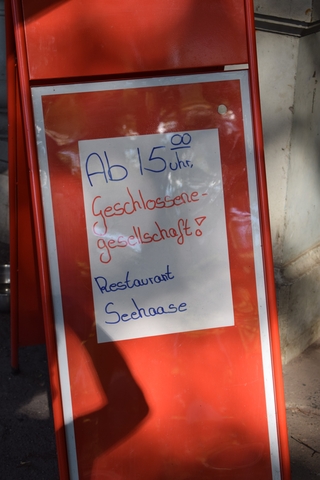 Ab 1500 Uhr,
Geschlossene-
gesellschaft!
Restaurant
Seehaase